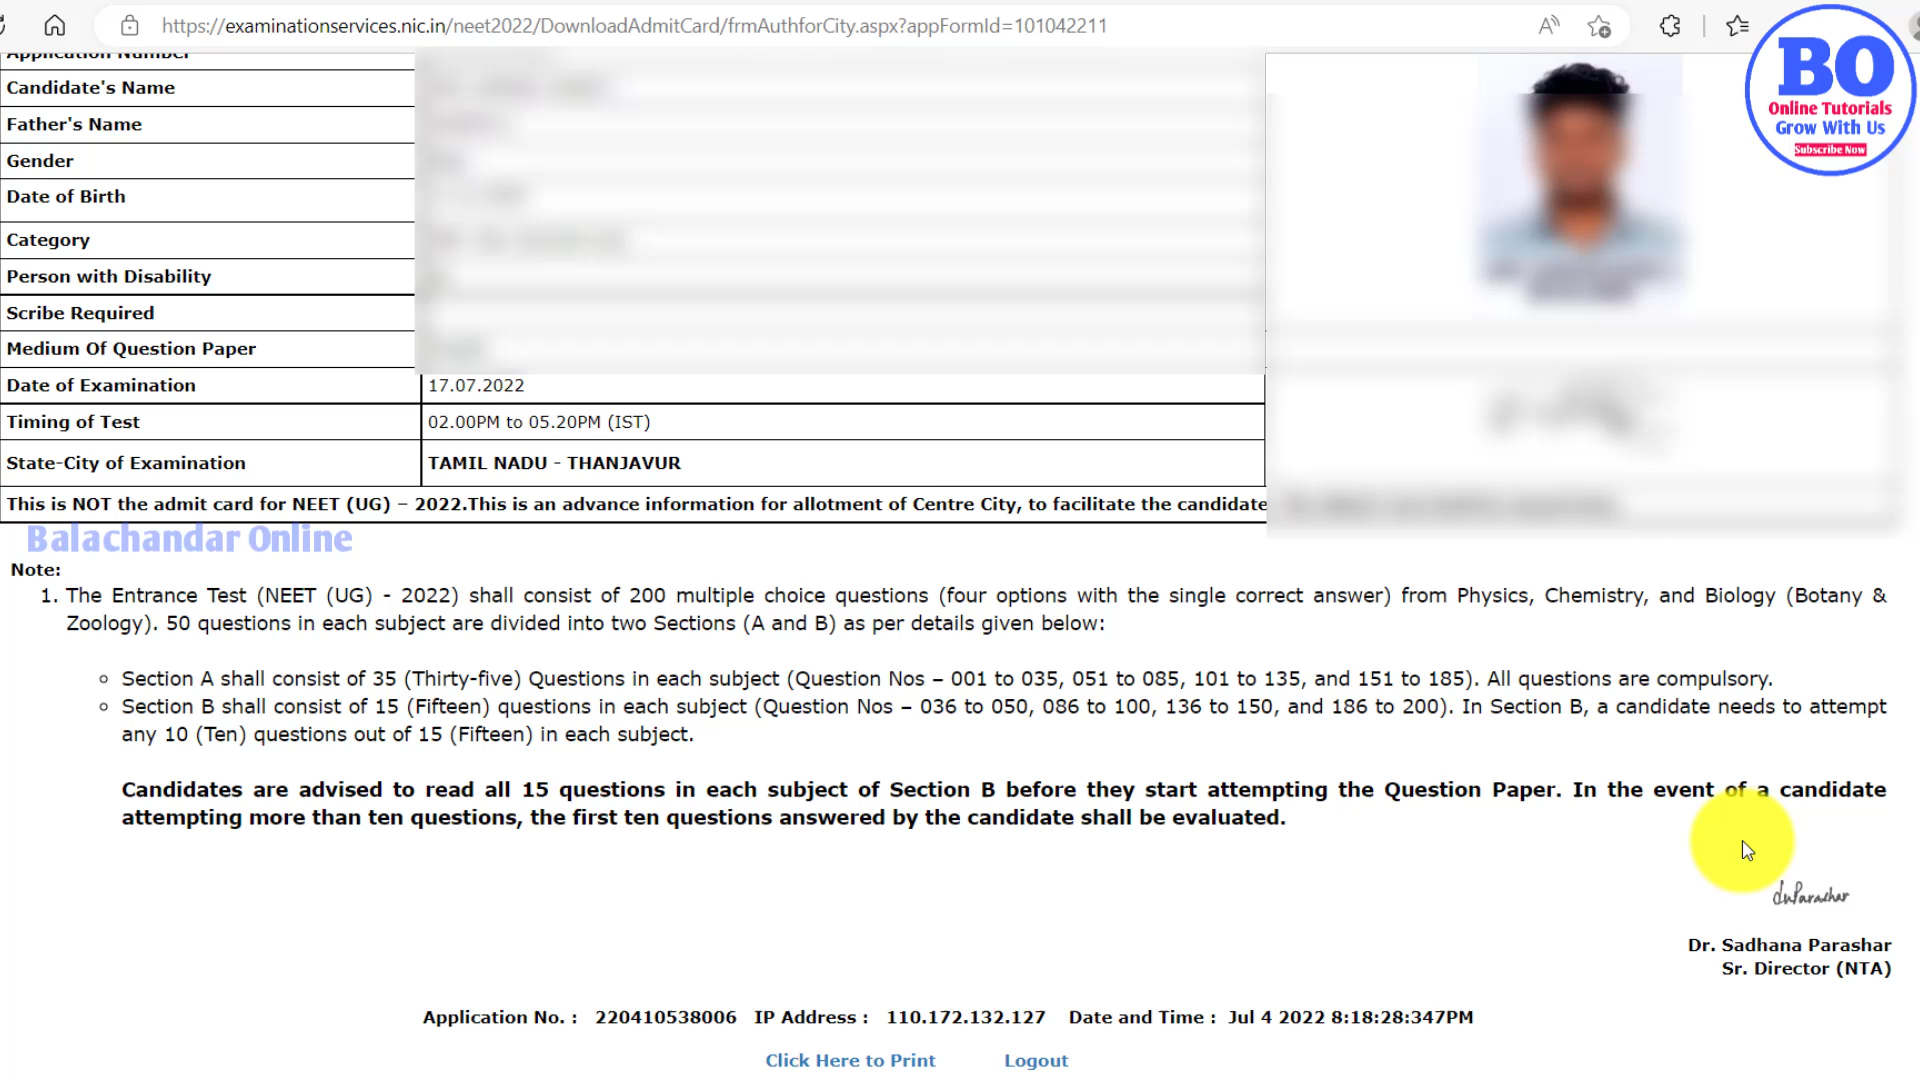 https://examinationservices.nic.in/neet2022/DownloadAdmitCard/frmAuthforCity.aspx?appFormId=101042211
BO
Online Tutorials
Grow With Us
Subscribe Now
Application Number
Candidate's Name
Father's Name
Gender
Date of Birth
Category
Person with Disability
Scribe Required
Medium Of Question Paper
Date of Examination 17.07.2022
Timing of Test 02.00PM to 05.20PM (IST)
State-City of Examination TAMIL NADU - THANJAVUR
This is NOT the admit card for NEET (UG) – 2022.This is an advance information for allotment of Centre City, to facilitate the candidate
Balachandar Online
Note:
1. The Entrance Test (NEET (UG) - 2022) shall consist of 200 multiple choice questions (four options with the single correct answer) from Physics, Chemistry, and Biology (Botany &
Zoology). 50 questions in each subject are divided into two Sections (A and B) as per details given below:
Section A shall consist of 35 (Thirty-five) Questions in each subject (Question Nos – 001 to 035, 051 to 085, 101 to 135, and 151 to 185). All questions are compulsory.
Section B shall consist of 15 (Fifteen) questions in each subject (Question Nos – 036 to 050, 086 to 100, 136 to 150, and 186 to 200). In Section B, a candidate needs to attempt
any 10 (Ten) questions out of 15 (Fifteen) in each subject.
Candidates are advised to read all 15 questions in each subject of Section B before they start attempting the Question Paper. In the event of a candidate
attempting more than ten questions, the first ten questions answered by the candidate shall be evaluated.
Dr. Sadhana Parashar
Sr. Director (NTA)
Application No. : 220410538006 IP Address : 110.172.132.127 Date and Time : Jul 4 2022 8:18:28:347PM
Click Here to Print Logout